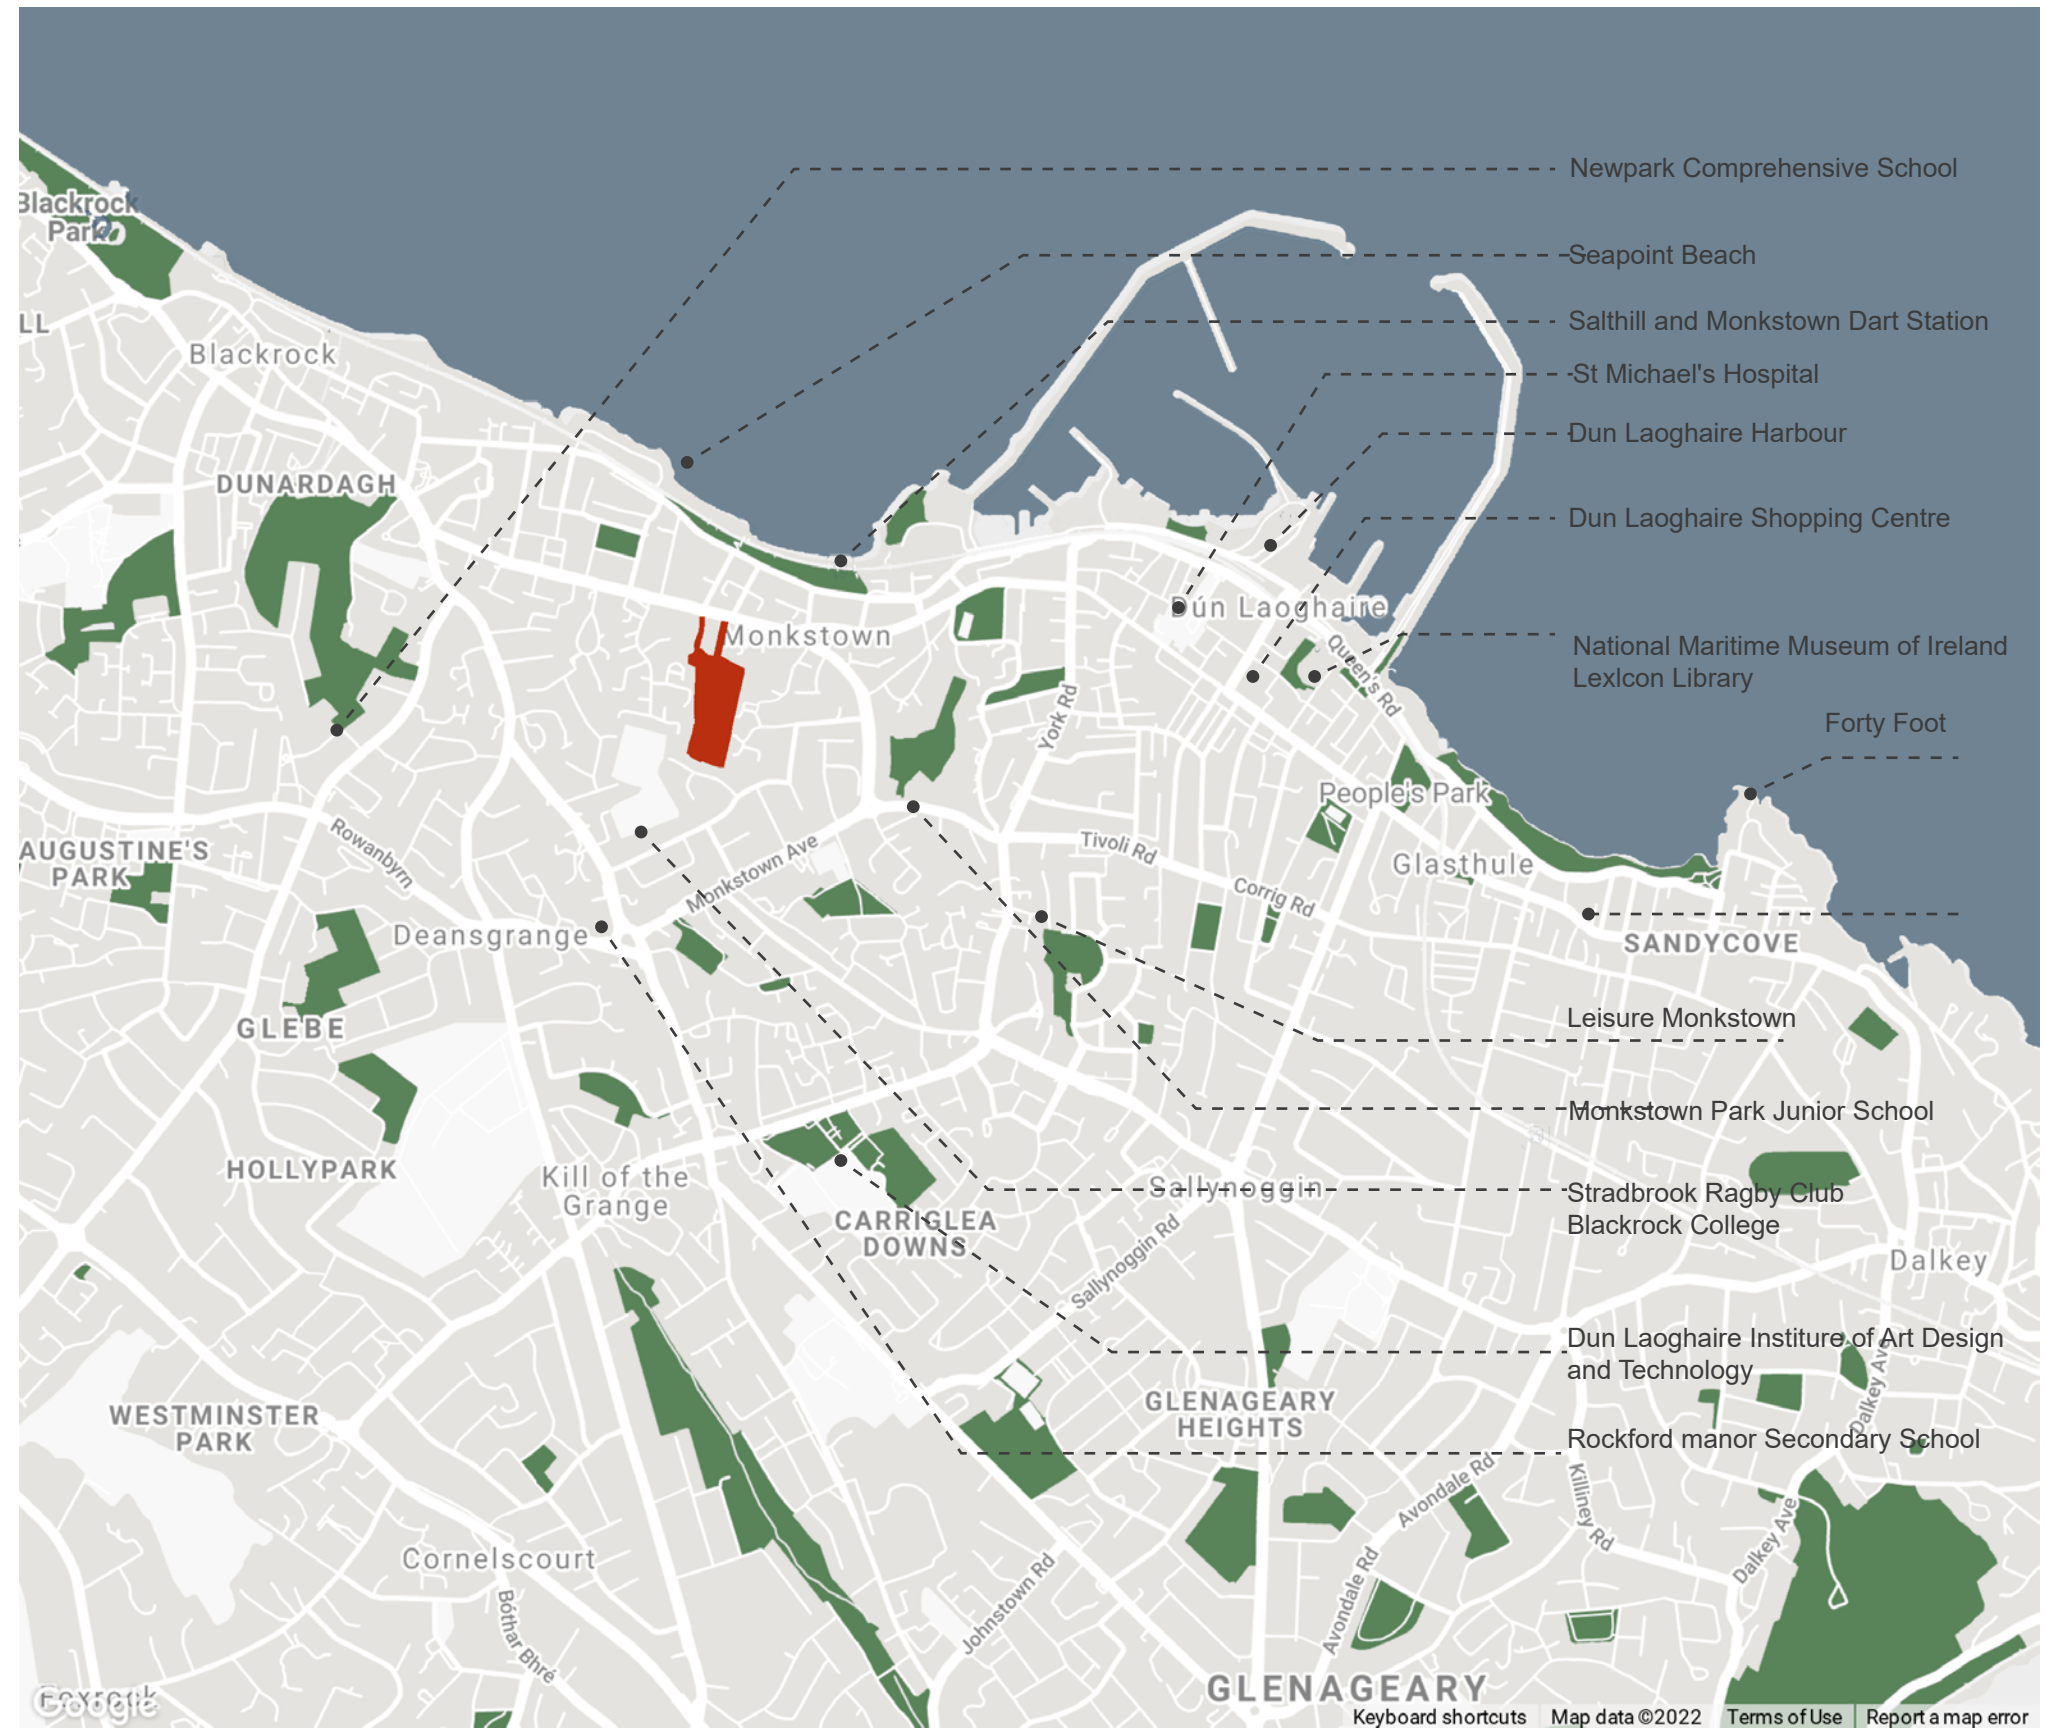 Newpark Comprehensive School
Blackrock
Park
Seapoint Beach
Salthill and Monkstown Dart Station
LL
Blackrock
St Michael's Hospital
Dun Laoghaire Harbour
DUNARDAGH
Dun Laoghaire Shopping Centre
Dún Laoghaire
Monkstown
Queen's Rd
National Maritime Museum of Ireland
LexIcon Library
York Rd
Forty Foot
People's Park
Rowanbyrn
Tivoli Rd
AUGUSTINE'S
PARK
Monkstown Ave
Glasthule
Corrig Rd
Deansgrange
SANDYCOVE
GLEBE
Leisure Monkstown
Monkstown Park Junior School
HOLLYPARK
Kill of the
Grange
Sallynoggin
Stradbrook Ragby Club
Blackrock College
CARRIGLEA
DOWNS
Sallynoggin Rd
Dalkey
Dun Laoghaire Institure of Art Design
and Technology
Dalkey Ave
GLENAGEARY
HEIGHTS
WESTMINSTER
PARK
Rockford manor Secondary School
Avondale Rd
Killiney Rd
Dalkey Ave
Cornelscourt
Johnstown Rd
Avondale Rd
Bóthar Bhré
GLENAGEARY
Foxrock
Google
Keyboard shortcuts
Map data ©2022
Terms of Use
Report a map error